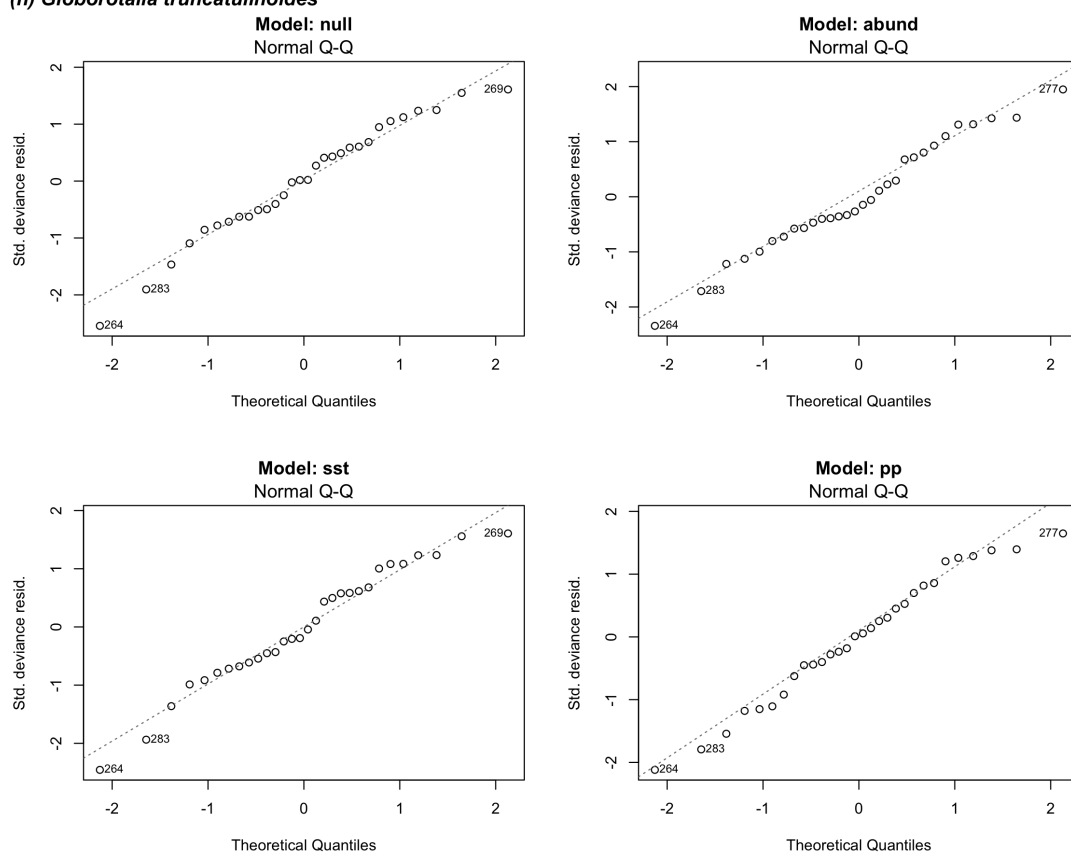 Globorotalia truncatulinoides
Model: null
Normal Q-Q
2
1
0
-1
-2
Std. deviance resid.
269
283
264
-2 -1 0 1 2
Theoretical Quantiles
Model: abund
Normal Q-Q
2
1
0
-1
-2
Std. deviance resid.
277
283
264
-2 -1 0 1 2
Theoretical Quantiles
Model: sst
Normal Q-Q
2
1
0
-1
-2
Std. deviance resid.
269
283
264
-2 -1 0 1 2
Theoretical Quantiles
Model: pp
Normal Q-Q
2
1
0
-1
-2
Std. deviance resid.
277
283
264
-2 -1 0 1 2
Theoretical Quantiles